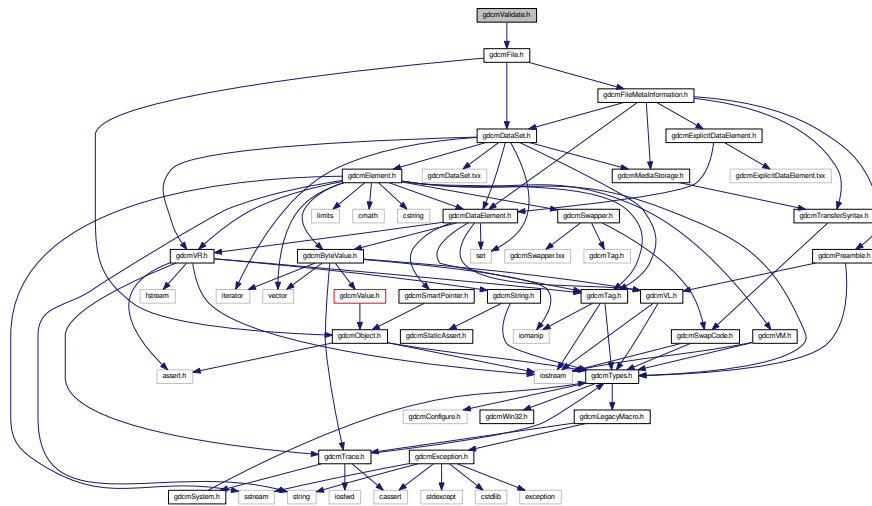 gdcmValidate.h
gdcmFile.h
gdcmFileMetaInformation.h
gdcmDataSet.h
gdcmExplicitDataElement.h
gdcmElement.h
gdcmDataSet.txx
gdcmMediaStorage.h
gdcmExplicitDataElement.txx
limits
cmath
cstring
gdcmDataElement.h
gdcmSwapper.h
gdcmTransferSyntax.h
gdcmVR.h
gdcmByteValue.h
set
gdcmSwapper.txx
gdcmTag.h
gdcmPreamble.h
fstream
iterator
vector
gdcmValue.h
gdcmSmartPointer.h
gdcmString.h
gdcmTag.h
gdcmVL.h
gdcmObject.h
gdcmStaticAssert.h
iomanip
gdcmSwapCode.h
gdcmVM.h
assert.h
iostream
gdcmTypes.h
gdcmConfigure.h
gdcmWin32.h
gdcmLegacyMacro.h
gdcmTrace.h
gdcmException.h
gdcmSystem.h
sstream
string
iosfwd
cassert
stdexcept
cstdlib
exception